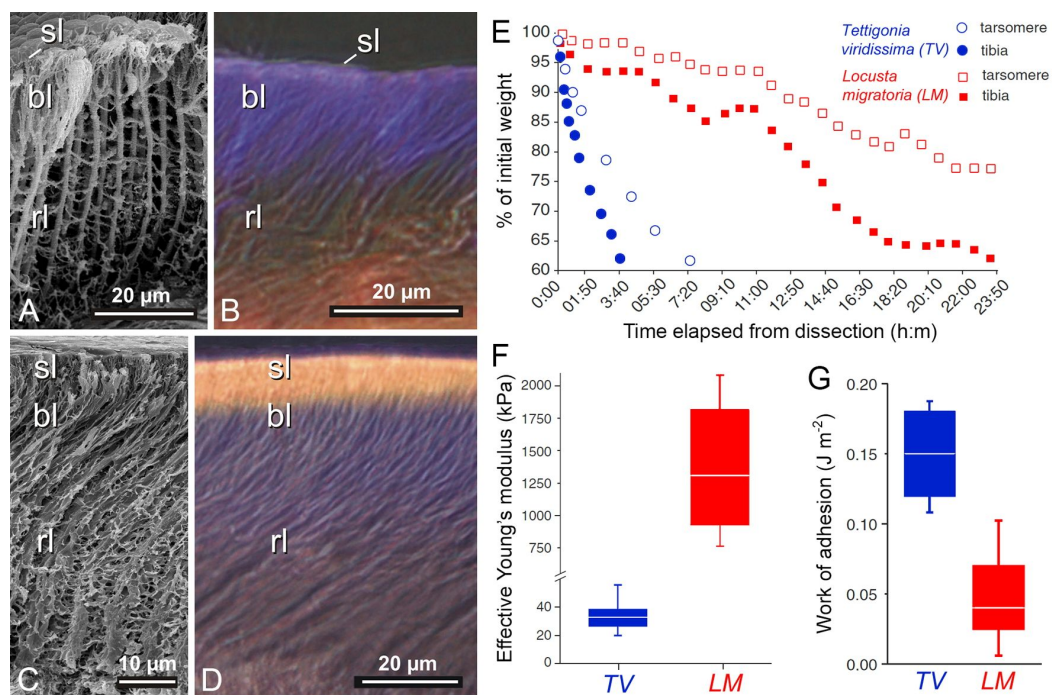 A
sl
bl
rl
20 µm
B
sl
bl
rl
20 µm
C
sl
bl
rl
10 µm
D
sl
bl
rl
20 µm
E
Tettigonia
viridissima (TV)
tarsomere
tibia
Locusta
migratoria (LM)
tarsomere
tibia
% of initial weight
100
95
90
85
80
75
70
65
60
0:00
01:50
3:40
05:30
7:20
09:10
11:00
12:50
14:40
16:30
18:20
20:10
22:00
23:50
Time elapsed from dissection (h:m)
F
Effective Young's modulus (kPa)
2000
1750
1500
1250
1000
750
40
20
0
TV
LM
G
Work of adhesion (J m-2)
0.20
0.15
0.10
0.05
0.00
TV
LM